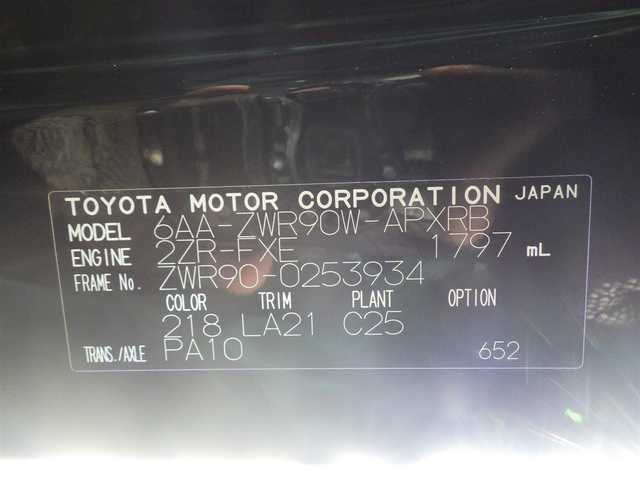 TOYOTA MOTOR CORPORATION JAPAN
MODEL 6AA-ZWR90W-APXRB
ENGINE 2ZR-FXE 1797 mL
FRAME No. ZWR90-0253934
COLOR TRIM PLANT OPTION
218 LA21 C25
TRANS./AXLE PA10 652